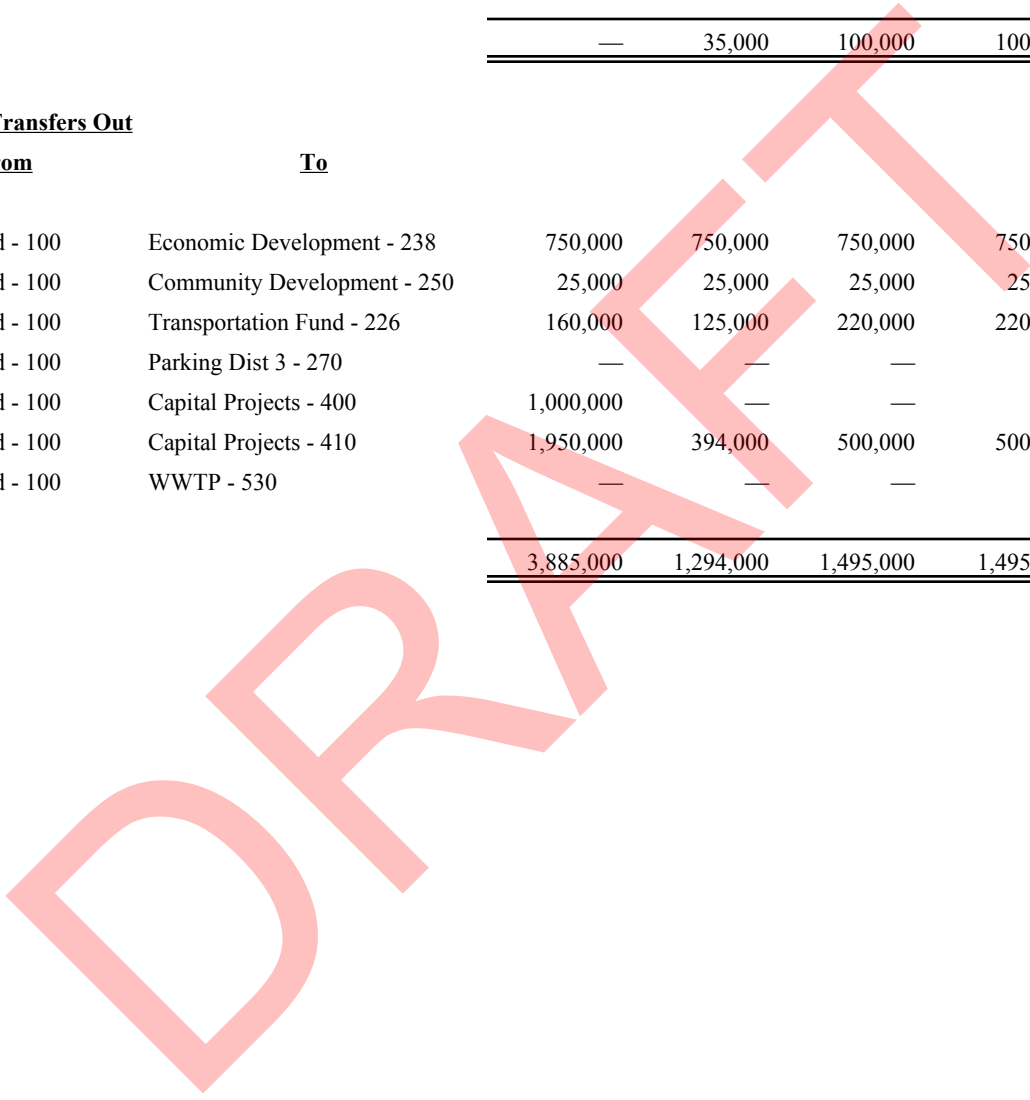 — 35,000 100,000 100
Transfers Out
rom To
d - 100 Economic Development - 238 750,000 750,000 750,000 750
d - 100 Community Development - 250 25,000 25,000 25,000 25
d - 100 Transportation Fund - 226 160,000 125,000 220,000 220
d - 100 Parking Dist 3 - 270 — — —
d - 100 Capital Projects - 400 1,000,000 — —
d - 100 Capital Projects - 410 1,950,000 394,000 500,000 500
d - 100 WWTP - 530 — — —
3,885,000 1,294,000 1,495,000 1,495
DRAFT